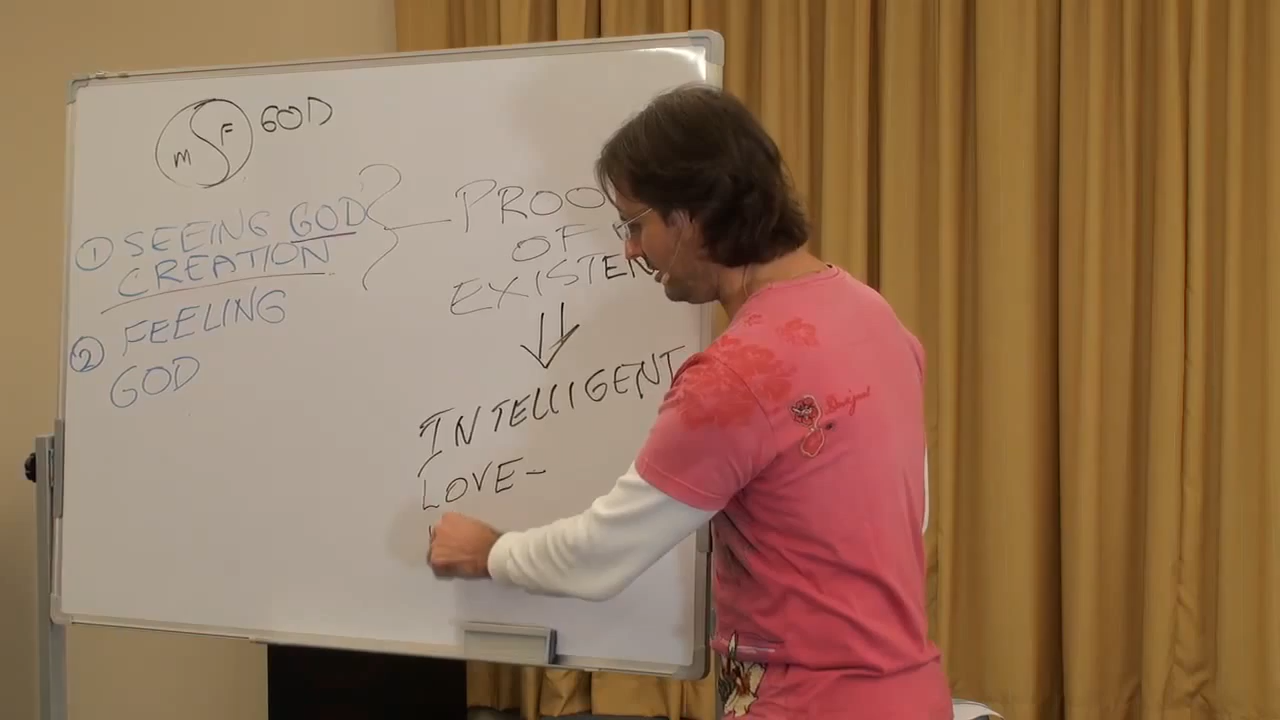 M F GOD
① SEEING GOD
CREATION
② FEELING
GOD
PROO
OF
EXISTEN
INTELLIGENT
LOVE-